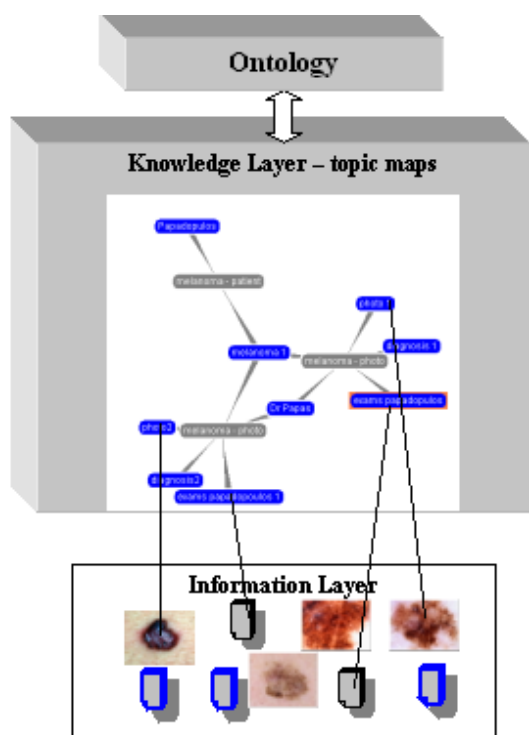 Ontology
Knowledge Layer – topic maps
Papadopulos
melanoma - patient
photo 1
melanoma 1
diagnosis 1
melanoma - photo
exams papadopulos
Dr Papas
photo2
melanoma - photo
diagnosis2
exams papadopoulos 1
Information Layer